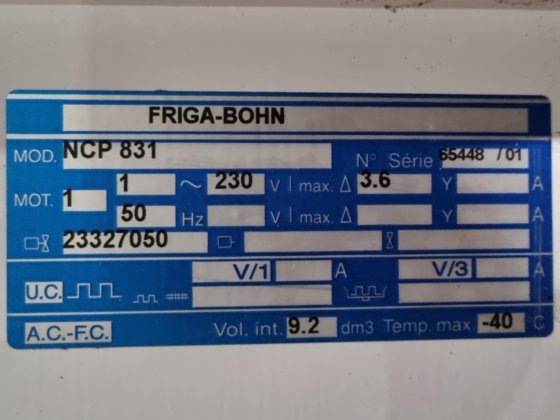 FRIGA-BOHN
MOD. NCP 831 N° Série 65448 /01
MOT. 1 1 ~ 230 V I max. Δ 3.6 Y A
50 Hz V I max. Δ Y A
23327050
V/1 A V/3 A
U.C.
A.C.-F.C. Vol. int. 9.2 dm3 Temp. max. -40 °C